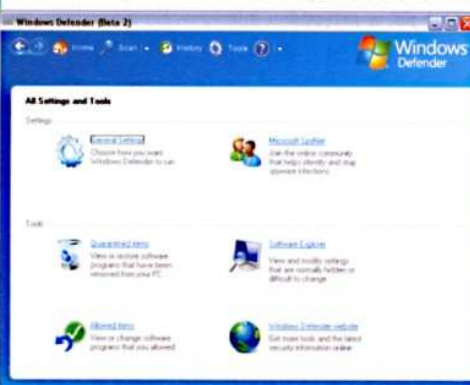 Windows Defender (Beta 2)
Home Scan History Tools
Windows
Defender
All Settings and Tools
Settings
General Settings
Choose how you want
Windows Defender to run
Microsoft SpyNet
Join the online community
that helps identify and stop
spyware infections
Tools
Quarantined items
View or restore software
programs that have been
removed from your PC
Software Explorer
View and modify settings
that are normally hidden or
difficult to change
Allowed items
View or change software
programs that you allowed
Windows Defender website
Get more tools and the latest
security information online